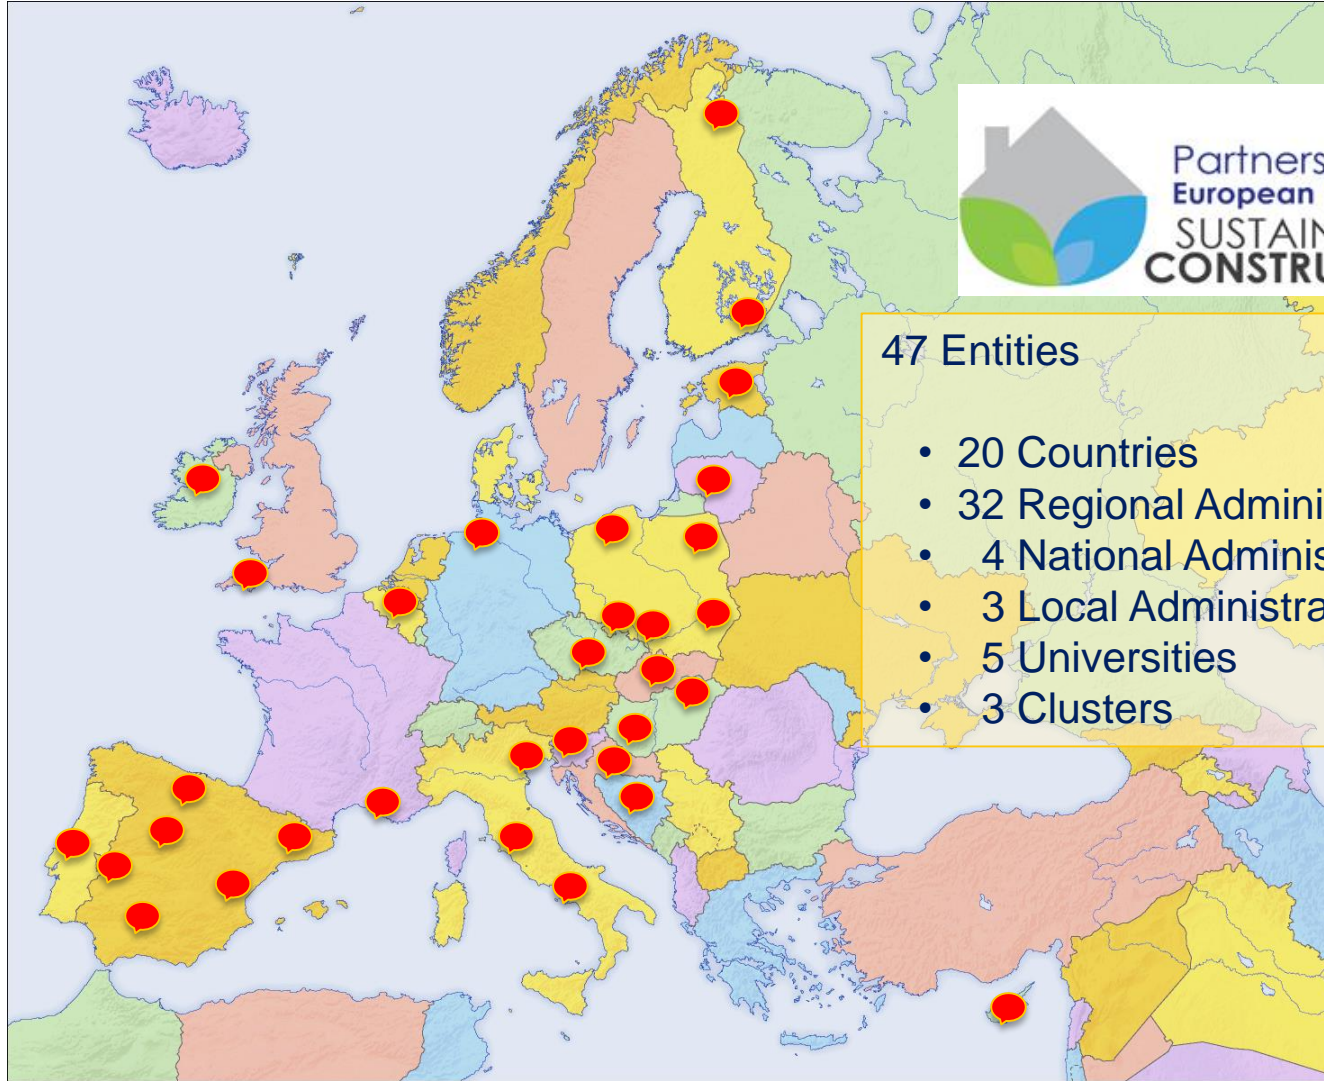 Partners
European
SUSTAIN
CONSTRU
47 Entities
• 20 Countries
• 32 Regional Admini
• 4 National Adminis
• 3 Local Administra
• 5 Universities
• 3 Clusters